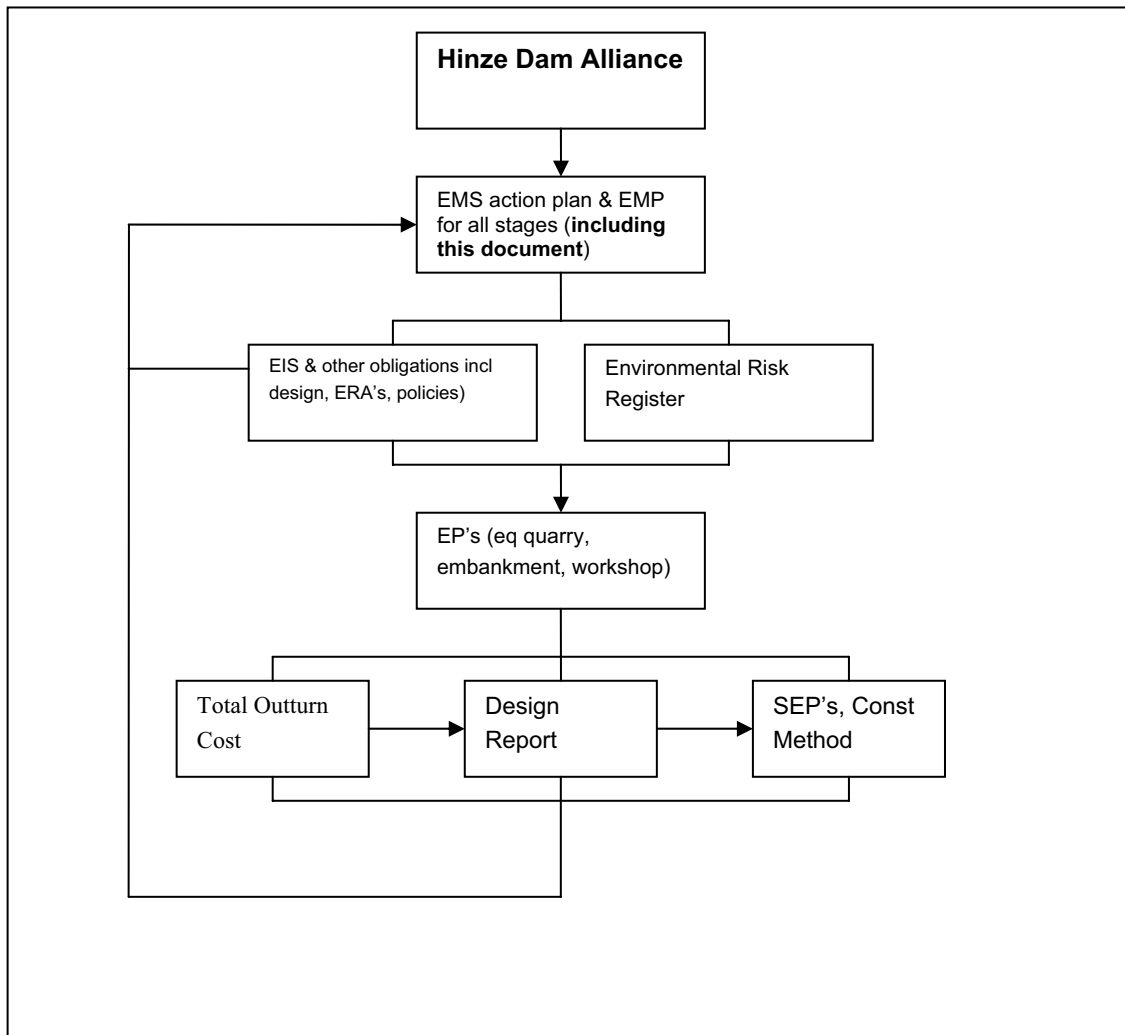 Hinze Dam Alliance
EMS action plan & EMP
for all stages (including
this document)
EIS & other obligations incl
design, ERA's, policies)
Environmental Risk
Register
EP's (eq quarry,
embankment, workshop)
Total Outturn
Cost
Design
Report
SEP's, Const
Method